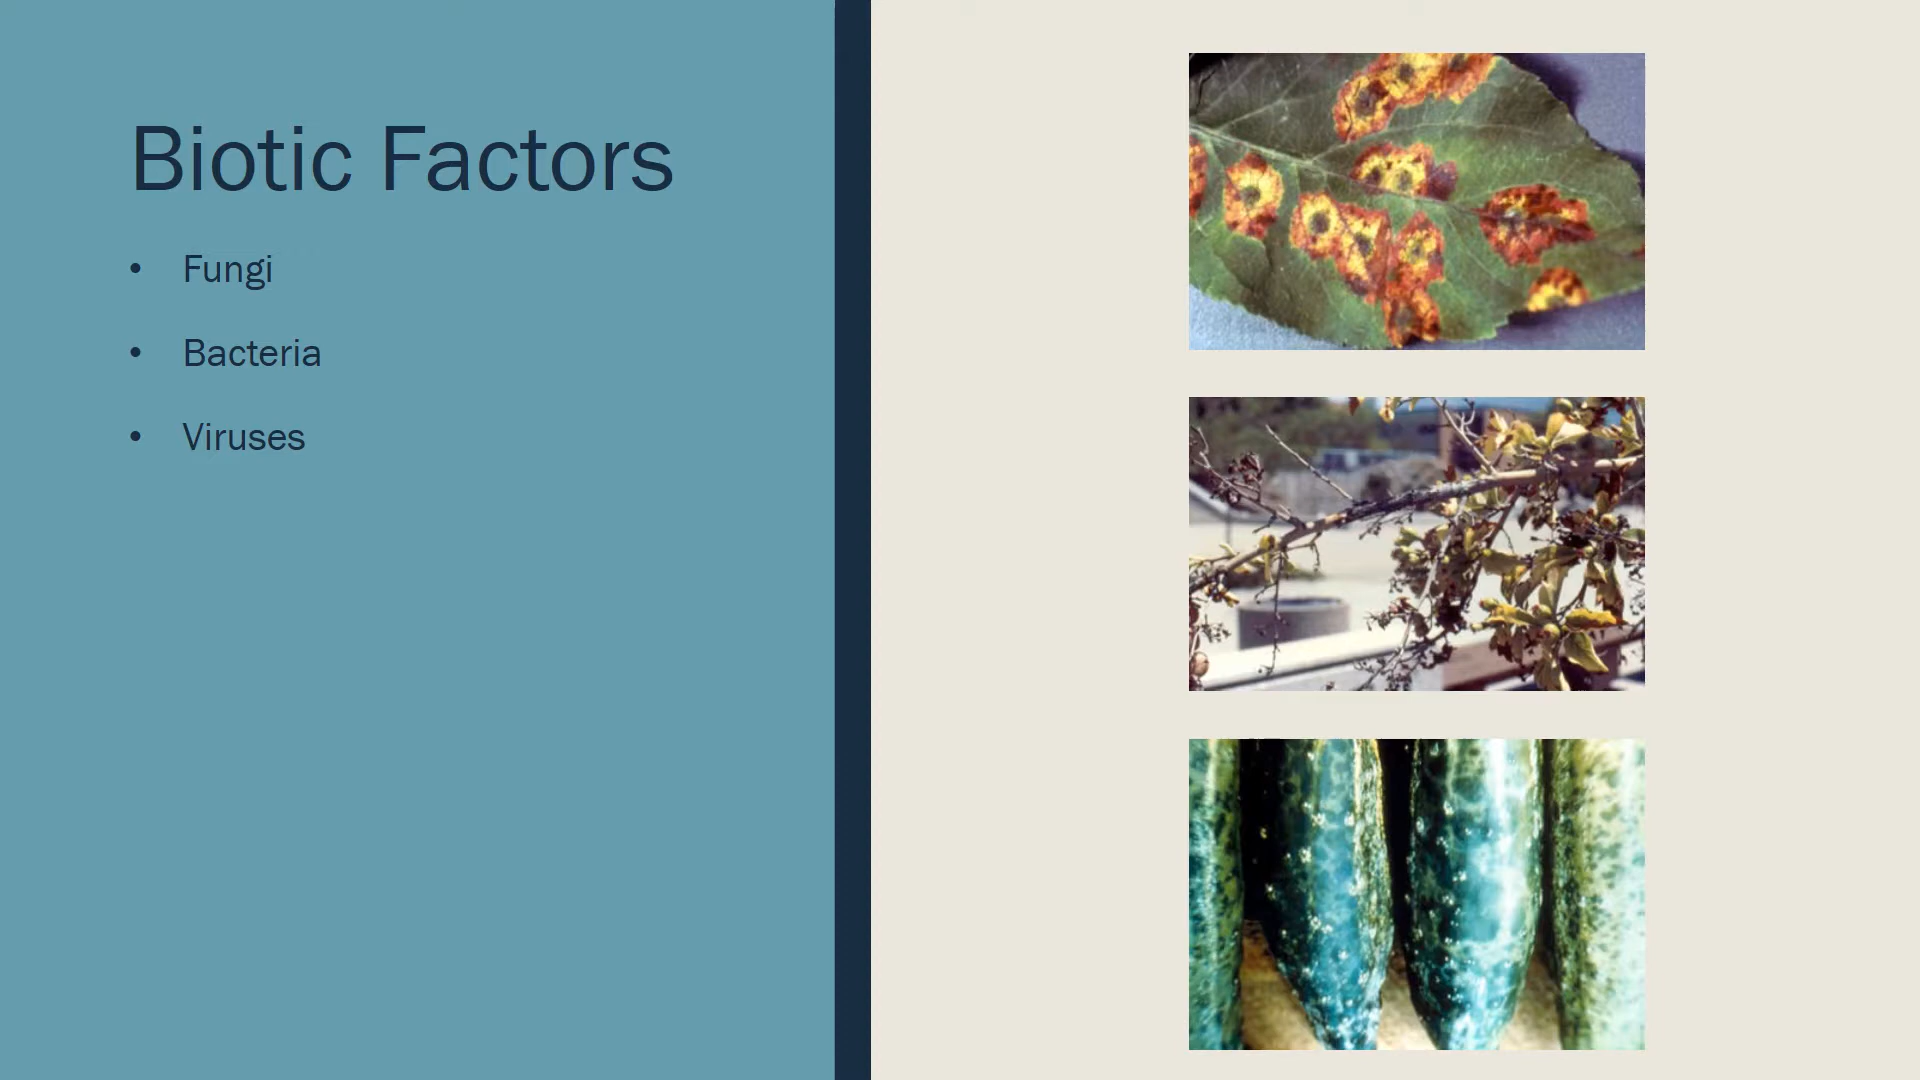 Biotic Factors
• Fungi
• Bacteria
• Viruses